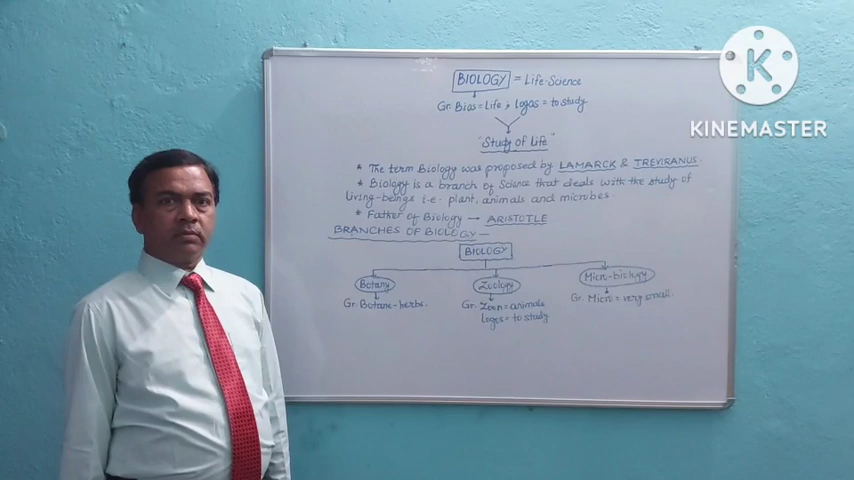 BIOLOGY = Life-Science
Gr. Bias = Life, Logas = to study
"Study of life"
* The term Biology was proposed by LAMARCK & TREVIRANUS.
* Biology is a branch of Science that deals with the study of
living-beings i.e. plant, animals and microbes.
* Father of Biology → ARISTOTLE
BRANCHES OF BIOLOGY —
BIOLOGY
Botany Zoology Micro-biology
Gr. Botane-herbs. Gr. Zoon = animals Gr. Micro = very small.
Logos = to study
K
KINEMASTER